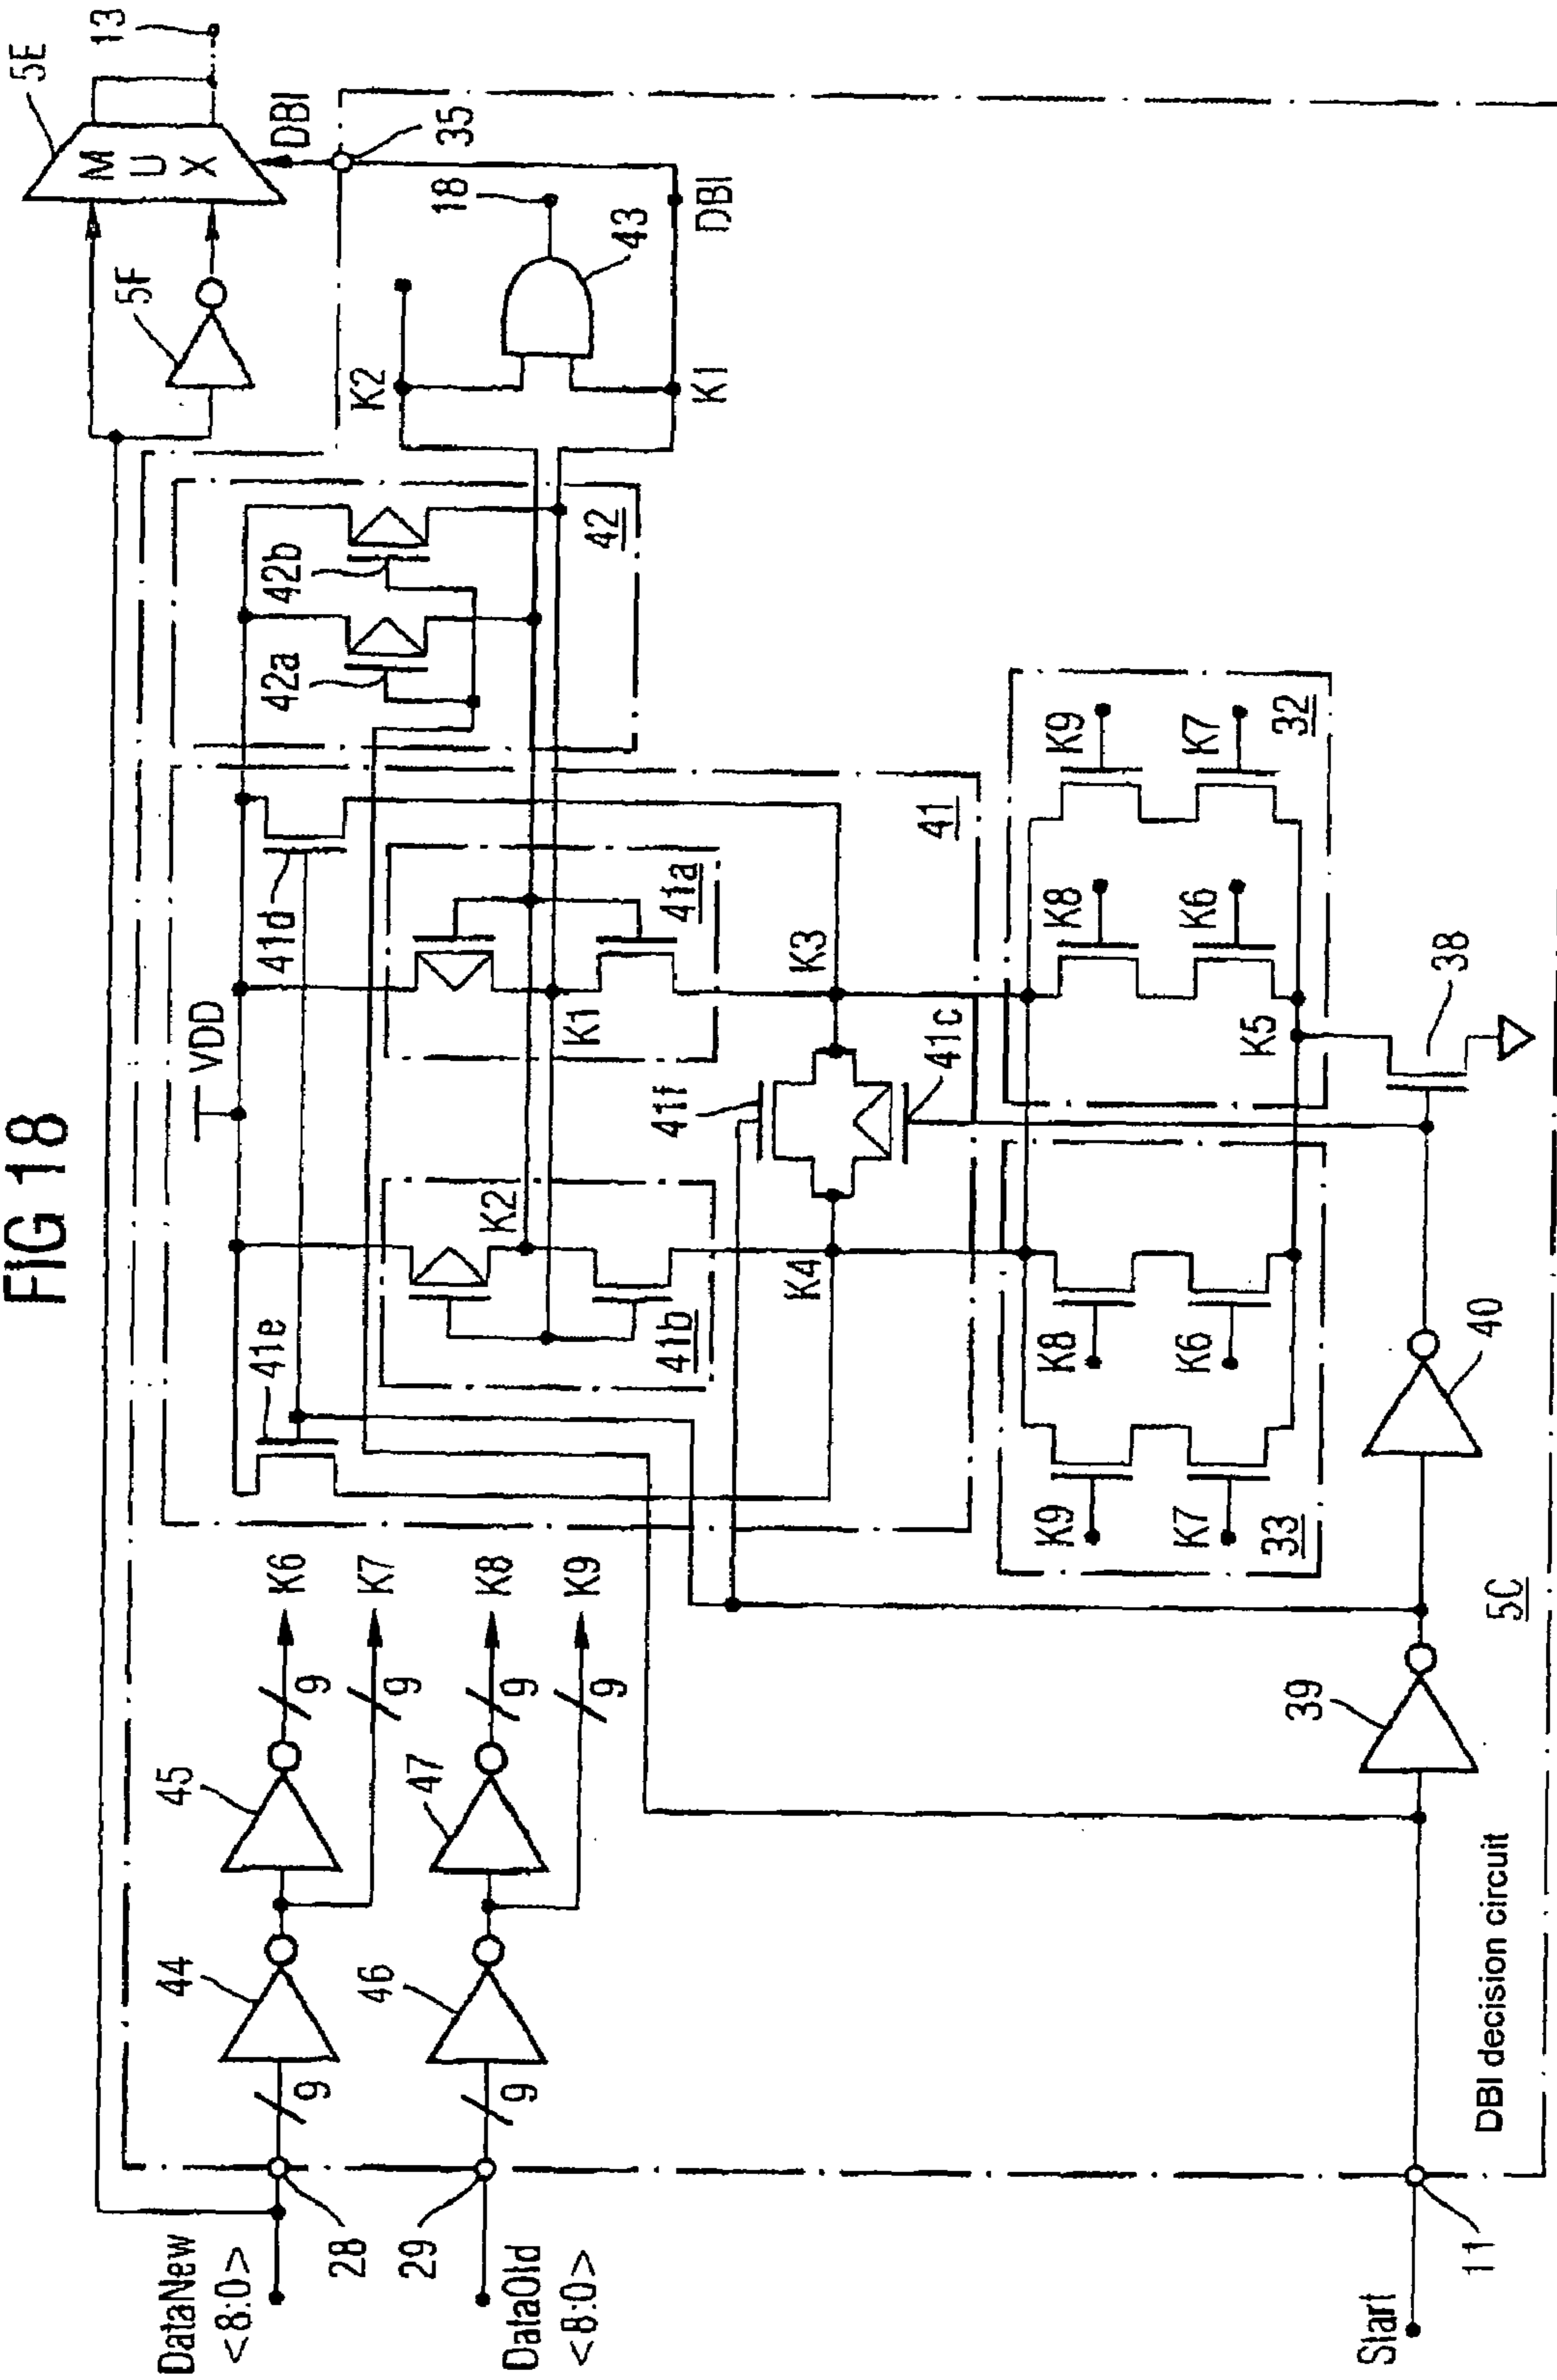 FIG 18
DataNew
<8:0>
28
DataOld
<8:0>
29
Start
11
44
45
9
9
K6
9
K7
46
47
9
9
K8
9
K9
39
40
DBI decision circuit
5C
VDD
41e
41d
42a
42b
42
K2
41b
K1
41a
41
41f
41c
K4
K3
K9
K7
K8
K6
33
K8
K6
K9
K7
32
K5
38
K2
K1
43
18
DBI
35
DBI
5F
MUX
5E
13